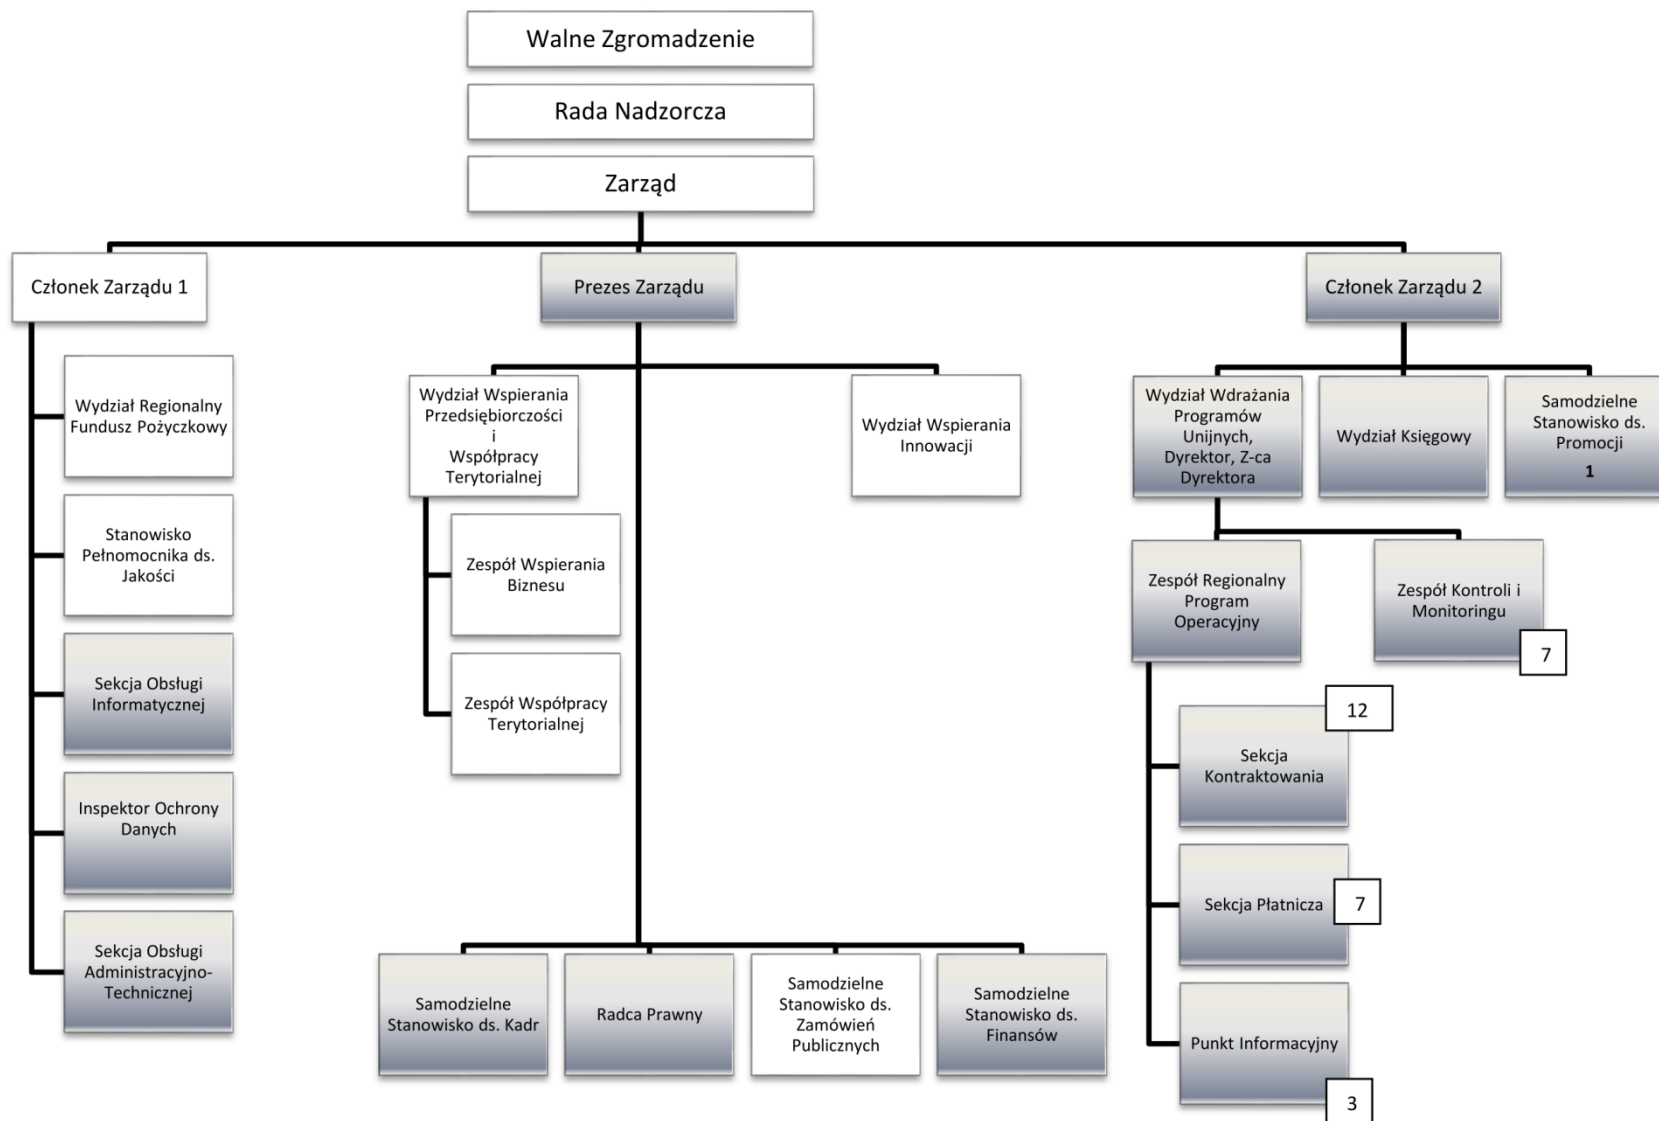 Walne Zgromadzenie
Rada Nadzorcza
Zarząd
Członek Zarządu 1
Prezes Zarządu
Członek Zarządu 2
Wydział Regionalny
Fundusz Pożyczkowy
Stanowisko
Pełnomocnika ds.
Jakości
Sekcja Obsługi
Informatycznej
Inspektor Ochrony
Danych
Sekcja Obsługi
Administracyjno-
Technicznej
Wydział Wspierania
Przedsiębiorczości
i
Współpracy
Terytorialnej
Zespół Wspierania
Biznesu
Zespół Współpracy
Terytorialnej
Wydział Wspierania
Innowacji
Samodzielne
Stanowisko ds. Kadr
Radca Prawny
Samodzielne
Stanowisko ds.
Zamówień
Publicznych
Samodzielne
Stanowisko ds.
Finansów
Wydział Wdrażania
Programów
Unijnych,
Dyrektor, Z-ca
Dyrektora
Wydział Księgowy
Samodzielne
Stanowisko ds.
Promocji
1
Zespół Regionalny
Program
Operacyjny
Zespół Kontroli i
Monitoringu
7
12
Sekcja
Kontraktowania
Sekcja Płatnicza
7
Punkt Informacyjny
3